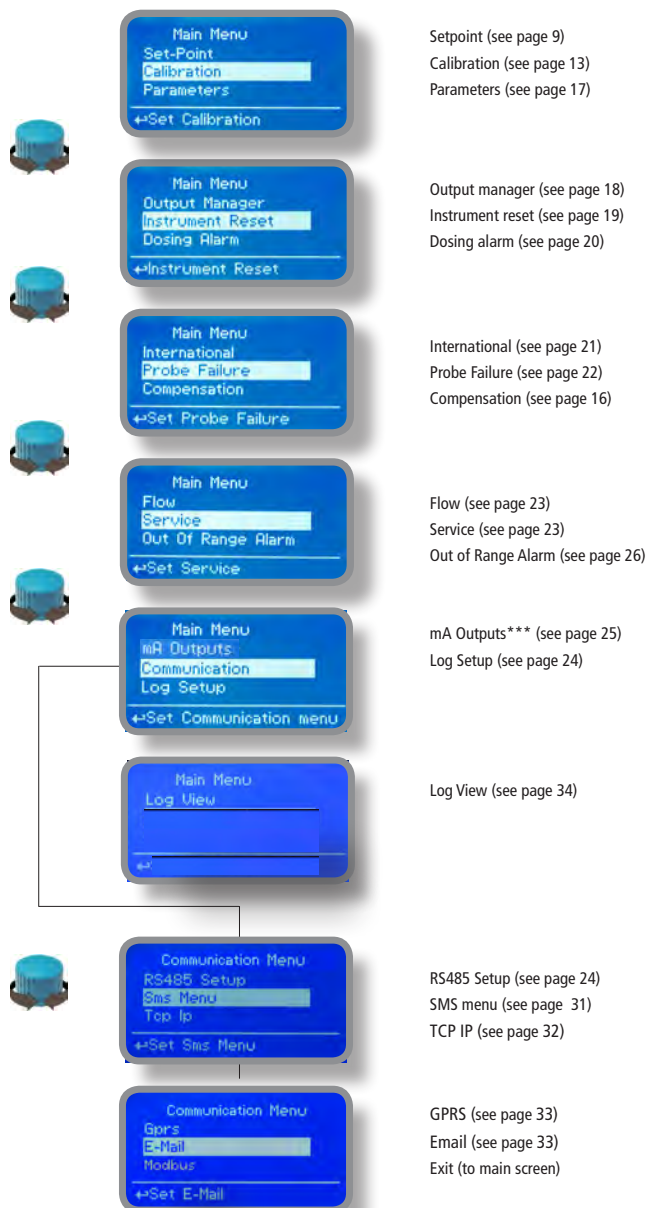 Main Menu
Set-Point
Calibration
Parameters
↵Set Calibration
Setpoint (see page 9)
Calibration (see page 13)
Parameters (see page 17)
Main Menu
Output Manager
Instrument Reset
Dosing Alarm
↵Instrument Reset
Output manager (see page 18)
Instrument reset (see page 19)
Dosing alarm (see page 20)
Main Menu
International
Probe Failure
Compensation
↵Set Probe Failure
International (see page 21)
Probe Failure (see page 22)
Compensation (see page 16)
Main Menu
Flow
Service
Out Of Range Alarm
↵Set Service
Flow (see page 23)
Service (see page 23)
Out of Range Alarm (see page 26)
Main Menu
mA Outputs
Communication
Log Setup
↵Set Communication menu
mA Outputs*** (see page 25)
Log Setup (see page 24)
Main Menu
Log View
↵
Log View (see page 34)
Communication Menu
RS485 Setup
Sms Menu
Tcp Ip
↵Set Sms Menu
RS485 Setup (see page 24)
SMS menu (see page 31)
TCP IP (see page 32)
Communication Menu
Gprs
E-Mail
Modbus
↵Set E-Mail
GPRS (see page 33)
Email (see page 33)
Exit (to main screen)